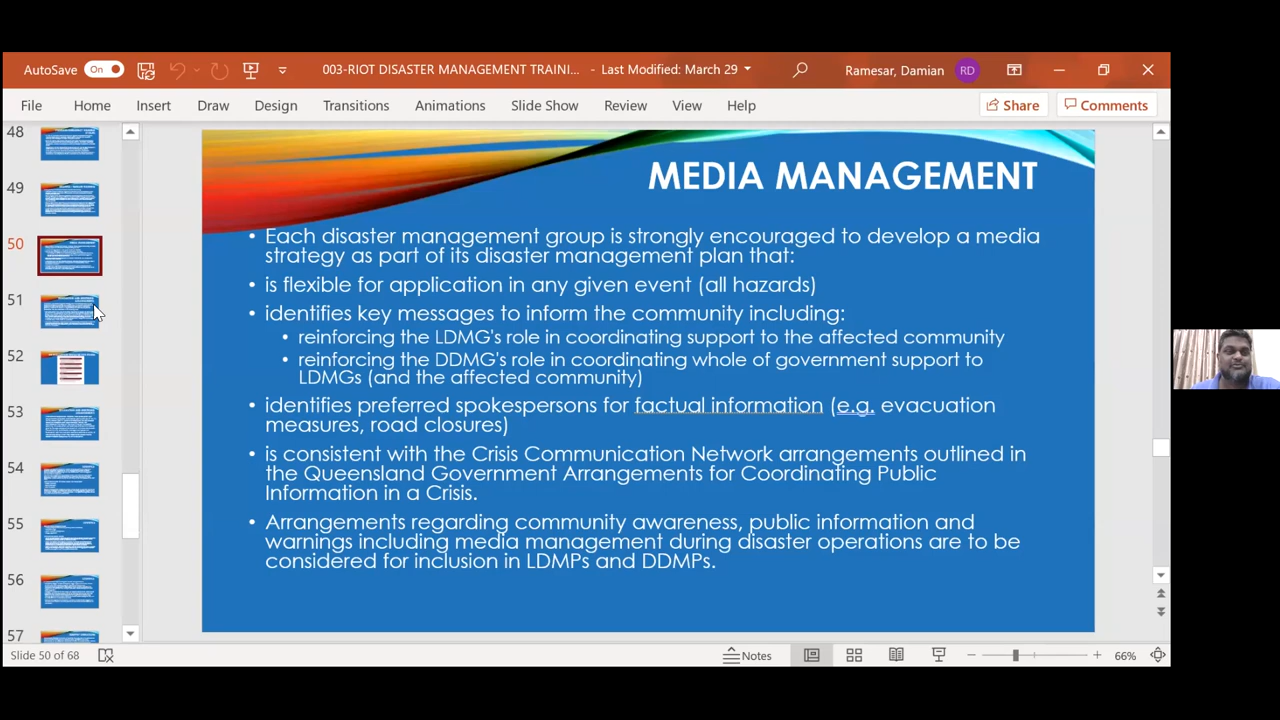 AutoSave On 003-RIOT DISASTER MANAGEMENT TRAINI... - Last Modified: March 29 Ramesar, Damian RD
File Home Insert Draw Design Transitions Animations Slide Show Review View Help Share Comments
48
49
50
51
52
53
54
55
56
57
MEDIA MANAGEMENT
• Each disaster management group is strongly encouraged to develop a media
strategy as part of its disaster management plan that:
• is flexible for application in any given event (all hazards)
• identifies key messages to inform the community including:
• reinforcing the LDMG's role in coordinating support to the affected community
• reinforcing the DDMG's role in coordinating whole of government support to
LDMGs (and the affected community)
• identifies preferred spokespersons for factual information (e.g. evacuation
measures, road closures)
• is consistent with the Crisis Communication Network arrangements outlined in
the Queensland Government Arrangements for Coordinating Public
Information in a Crisis.
• Arrangements regarding community awareness, public information and
warnings including media management during disaster operations are to be
considered for inclusion in LDMPs and DDMPs.
Slide 50 of 68 Notes 66%